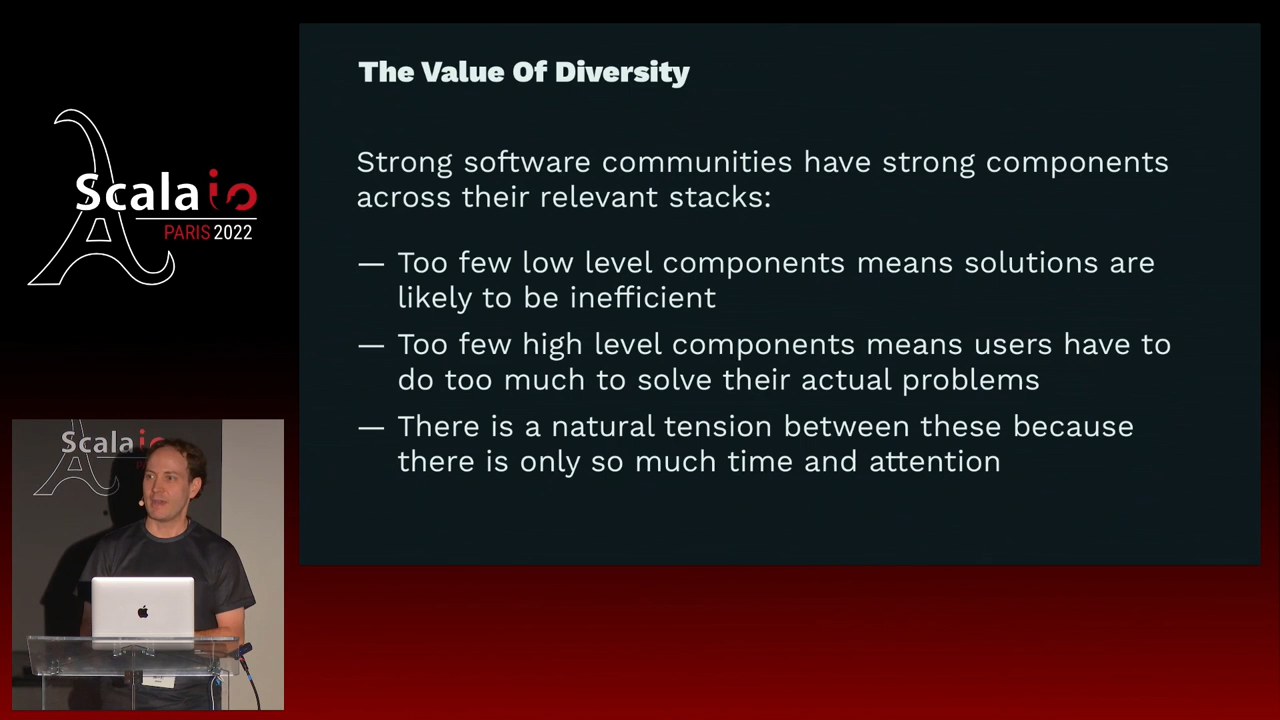 The Value Of Diversity
Strong software communities have strong components
across their relevant stacks:
— Too few low level components means solutions are
likely to be inefficient
— Too few high level components means users have to
do too much to solve their actual problems
— There is a natural tension between these because
there is only so much time and attention
Scala io
PARIS 2022
Scala io